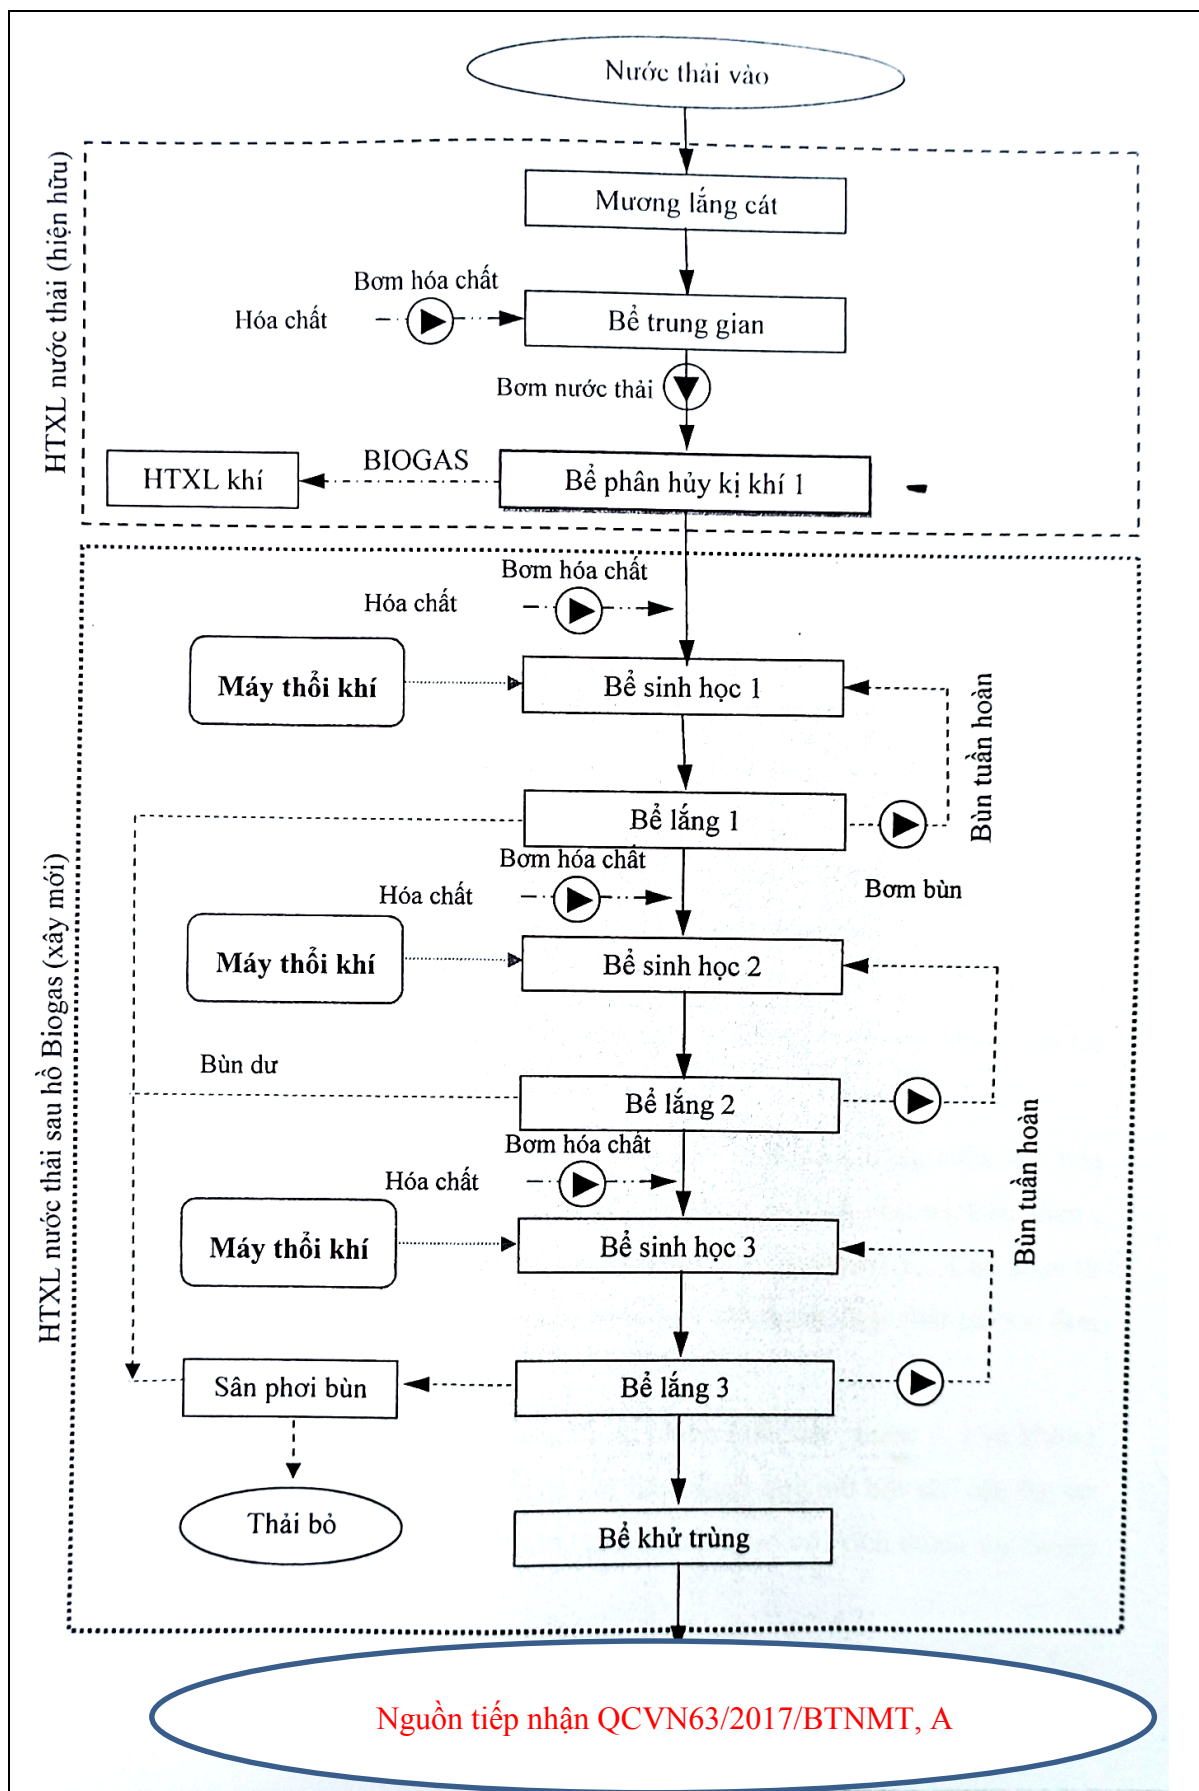 Nước thải vào
HTXL nước thải (hiện hữu)
Mương lắng cát
Bơm hóa chất
Hóa chất
Bể trung gian
Bơm nước thải
HTXL khí
BIOGAS
Bể phân hủy kị khí 1
HTXL nước thải sau hồ Biogas (xây mới)
Bơm hóa chất
Hóa chất
Máy thổi khí
Bể sinh học 1
Bùn tuần hoàn
Bể lắng 1
Bơm hóa chất
Hóa chất
Bơm bùn
Máy thổi khí
Bể sinh học 2
Bùn dư
Bể lắng 2
Bơm hóa chất
Hóa chất
Bùn tuần hoàn
Máy thổi khí
Bể sinh học 3
Sân phơi bùn
Bể lắng 3
Thải bỏ
Bể khử trùng
Nguồn tiếp nhận QCVN63/2017/BTNMT, A